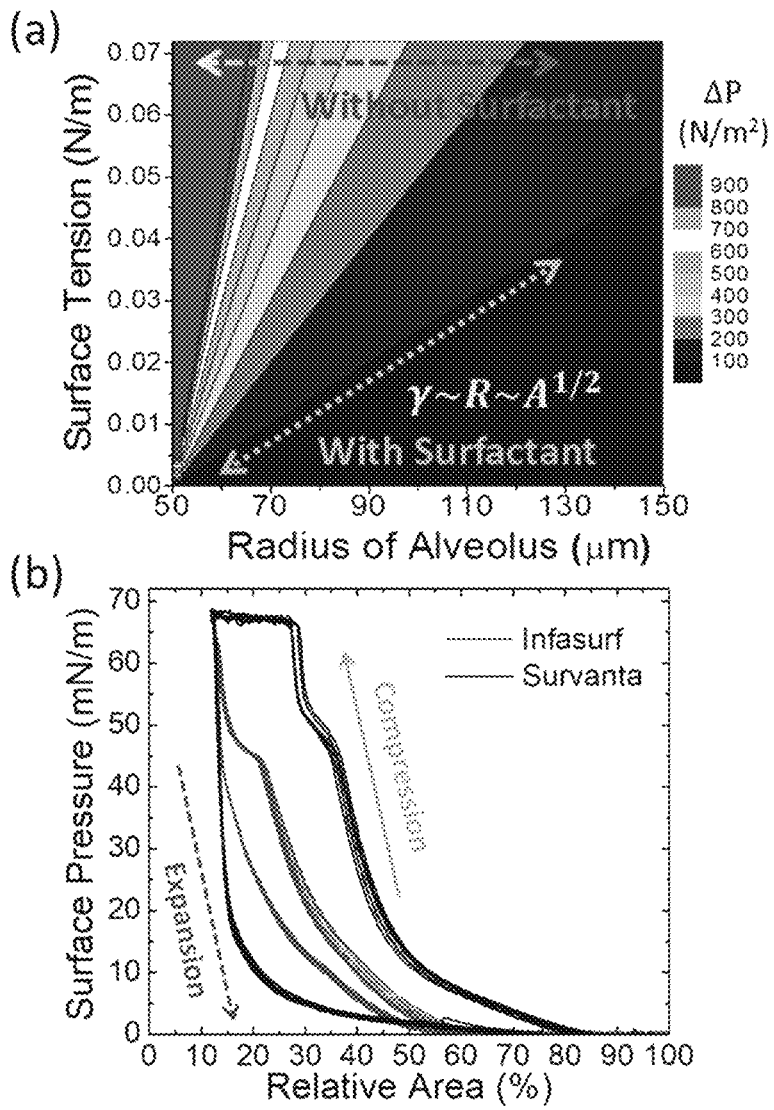 (a)
0.07
0.06
0.05
0.04
0.03
0.02
0.01
0.00
Surface Tension (N/m)
Without Surfactant
γ~R~A^1/2
With Surfactant
50 70 90 110 130 150
Radius of Alveolus (μm)
ΔP
(N/m²)
900
800
700
600
500
400
300
200
100
(b)
70
60
50
40
30
20
10
0
Surface Pressure (mN/m)
Infasurf
Survanta
Compression
Expansion
0 10 20 30 40 50 60 70 80 90 100
Relative Area (%)